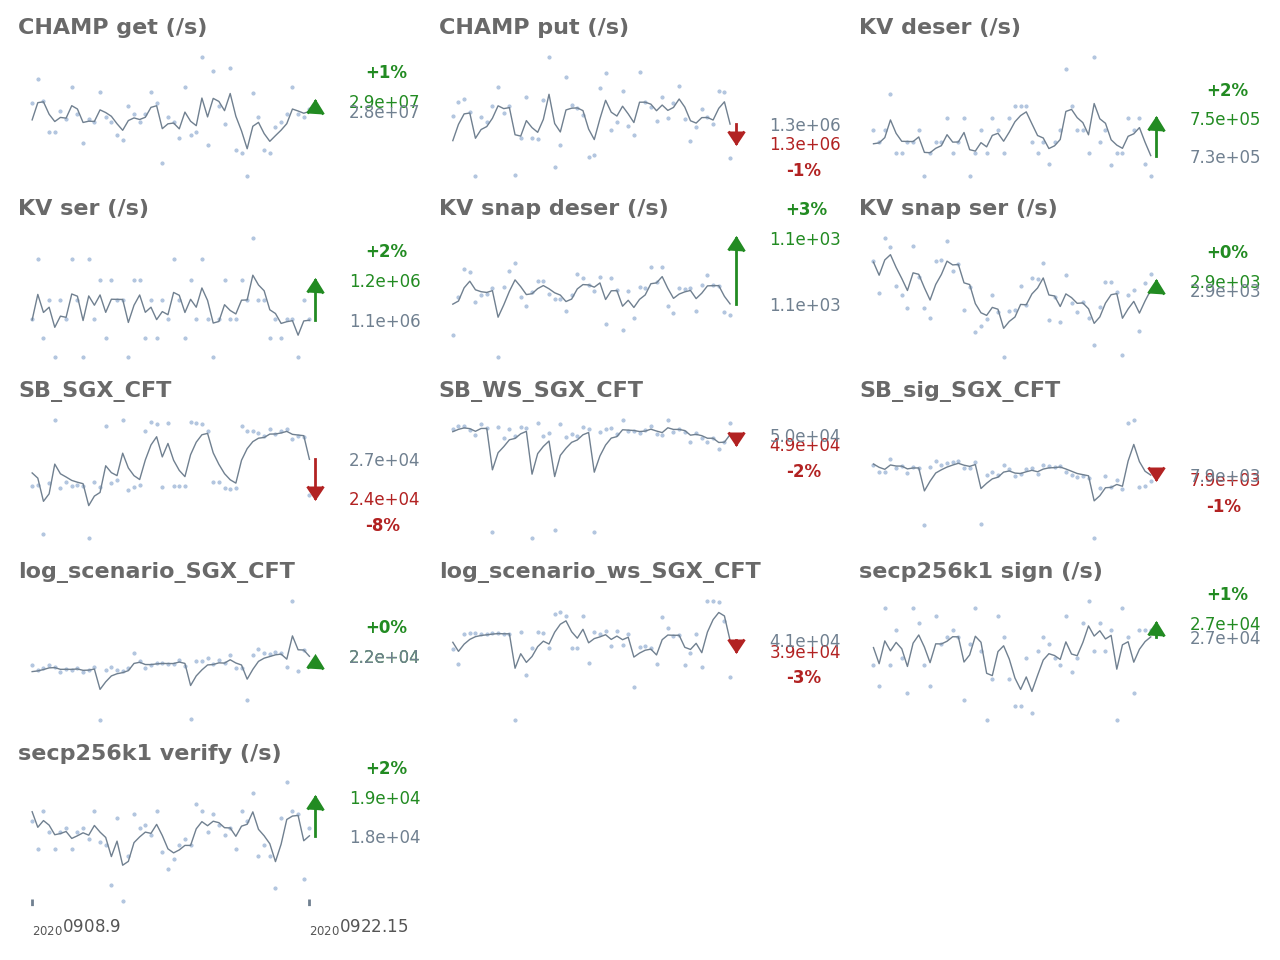 CHAMP get (/s)
+1%
2.9e+07
2.8e+07
CHAMP put (/s)
1.3e+06
1.3e+06
-1%
KV deser (/s)
+2%
7.5e+05
7.3e+05
KV ser (/s)
+2%
1.2e+06
1.1e+06
KV snap deser (/s)
+3%
1.1e+03
1.1e+03
KV snap ser (/s)
+0%
2.9e+03
2.9e+03
SB_SGX_CFT
2.7e+04
2.4e+04
-8%
SB_WS_SGX_CFT
5.0e+04
4.9e+04
-2%
SB_sig_SGX_CFT
7.9e+03
7.9e+03
-1%
log_scenario_SGX_CFT
+0%
2.2e+04
log_scenario_ws_SGX_CFT
4.1e+04
3.9e+04
-3%
secp256k1 sign (/s)
+1%
2.7e+04
2.7e+04
secp256k1 verify (/s)
+2%
1.9e+04
1.8e+04
20200908.9
20200922.15